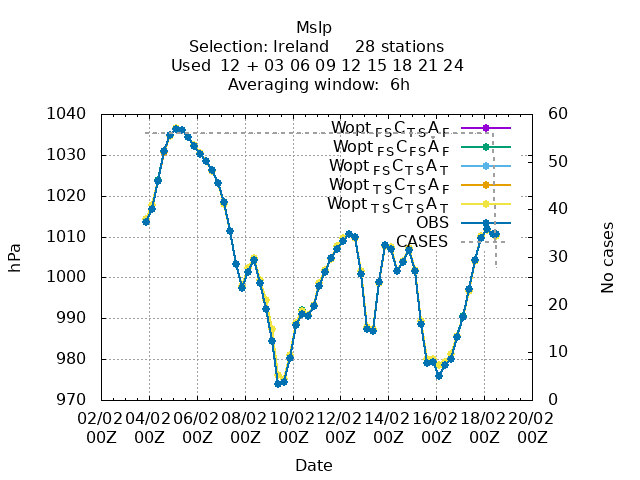 Mslp
Selection: Ireland 28 stations
Used 12 + 03 06 09 12 15 18 21 24
Averaging window: 6h
1040
1030
1020
1010
1000
990
980
970
hPa
60
50
40
30
20
10
0
No cases
Wopt FS C TS A F
Wopt FS C FS A F
Wopt FS C TS A T
Wopt TS C TS A F
Wopt TS C TS A T
OBS
CASES
02/02 04/02 06/02 08/02 10/02 12/02 14/02 16/02 18/02 20/02
00Z 00Z 00Z 00Z 00Z 00Z 00Z 00Z 00Z 00Z
Date